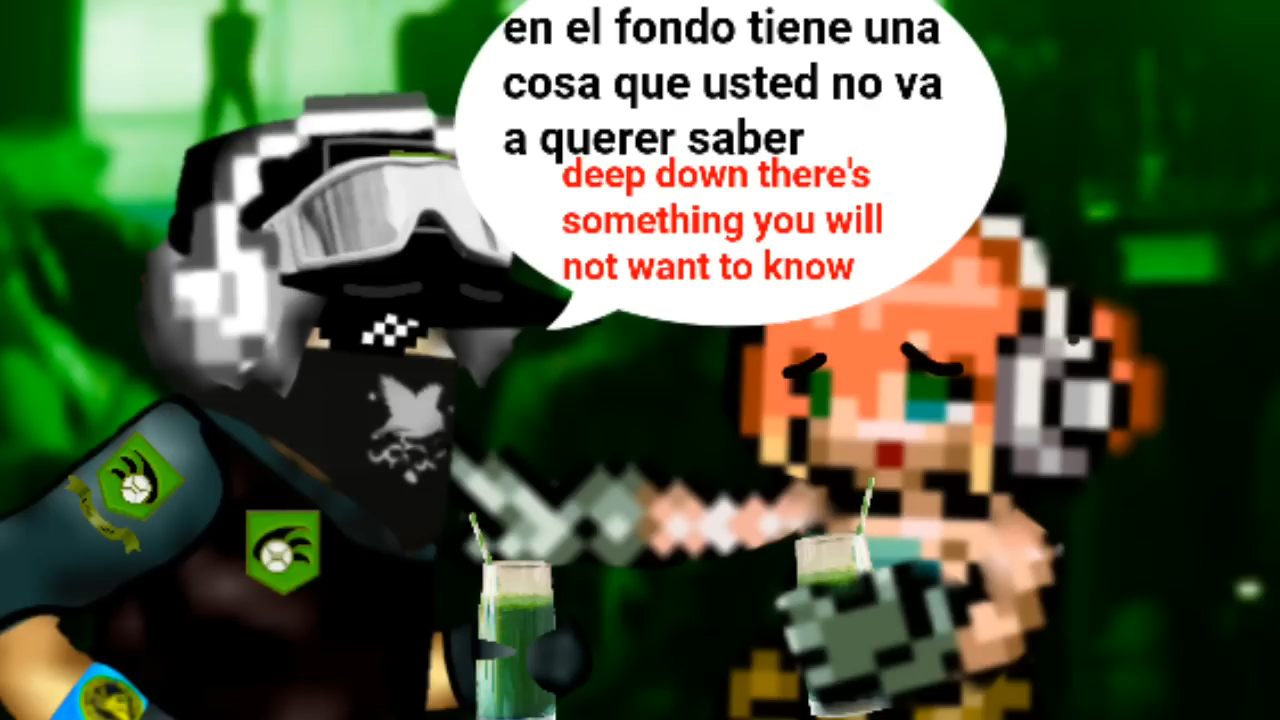 en el fondo tiene una
cosa que usted no va
a querer saber
deep down there's
something you will
not want to know